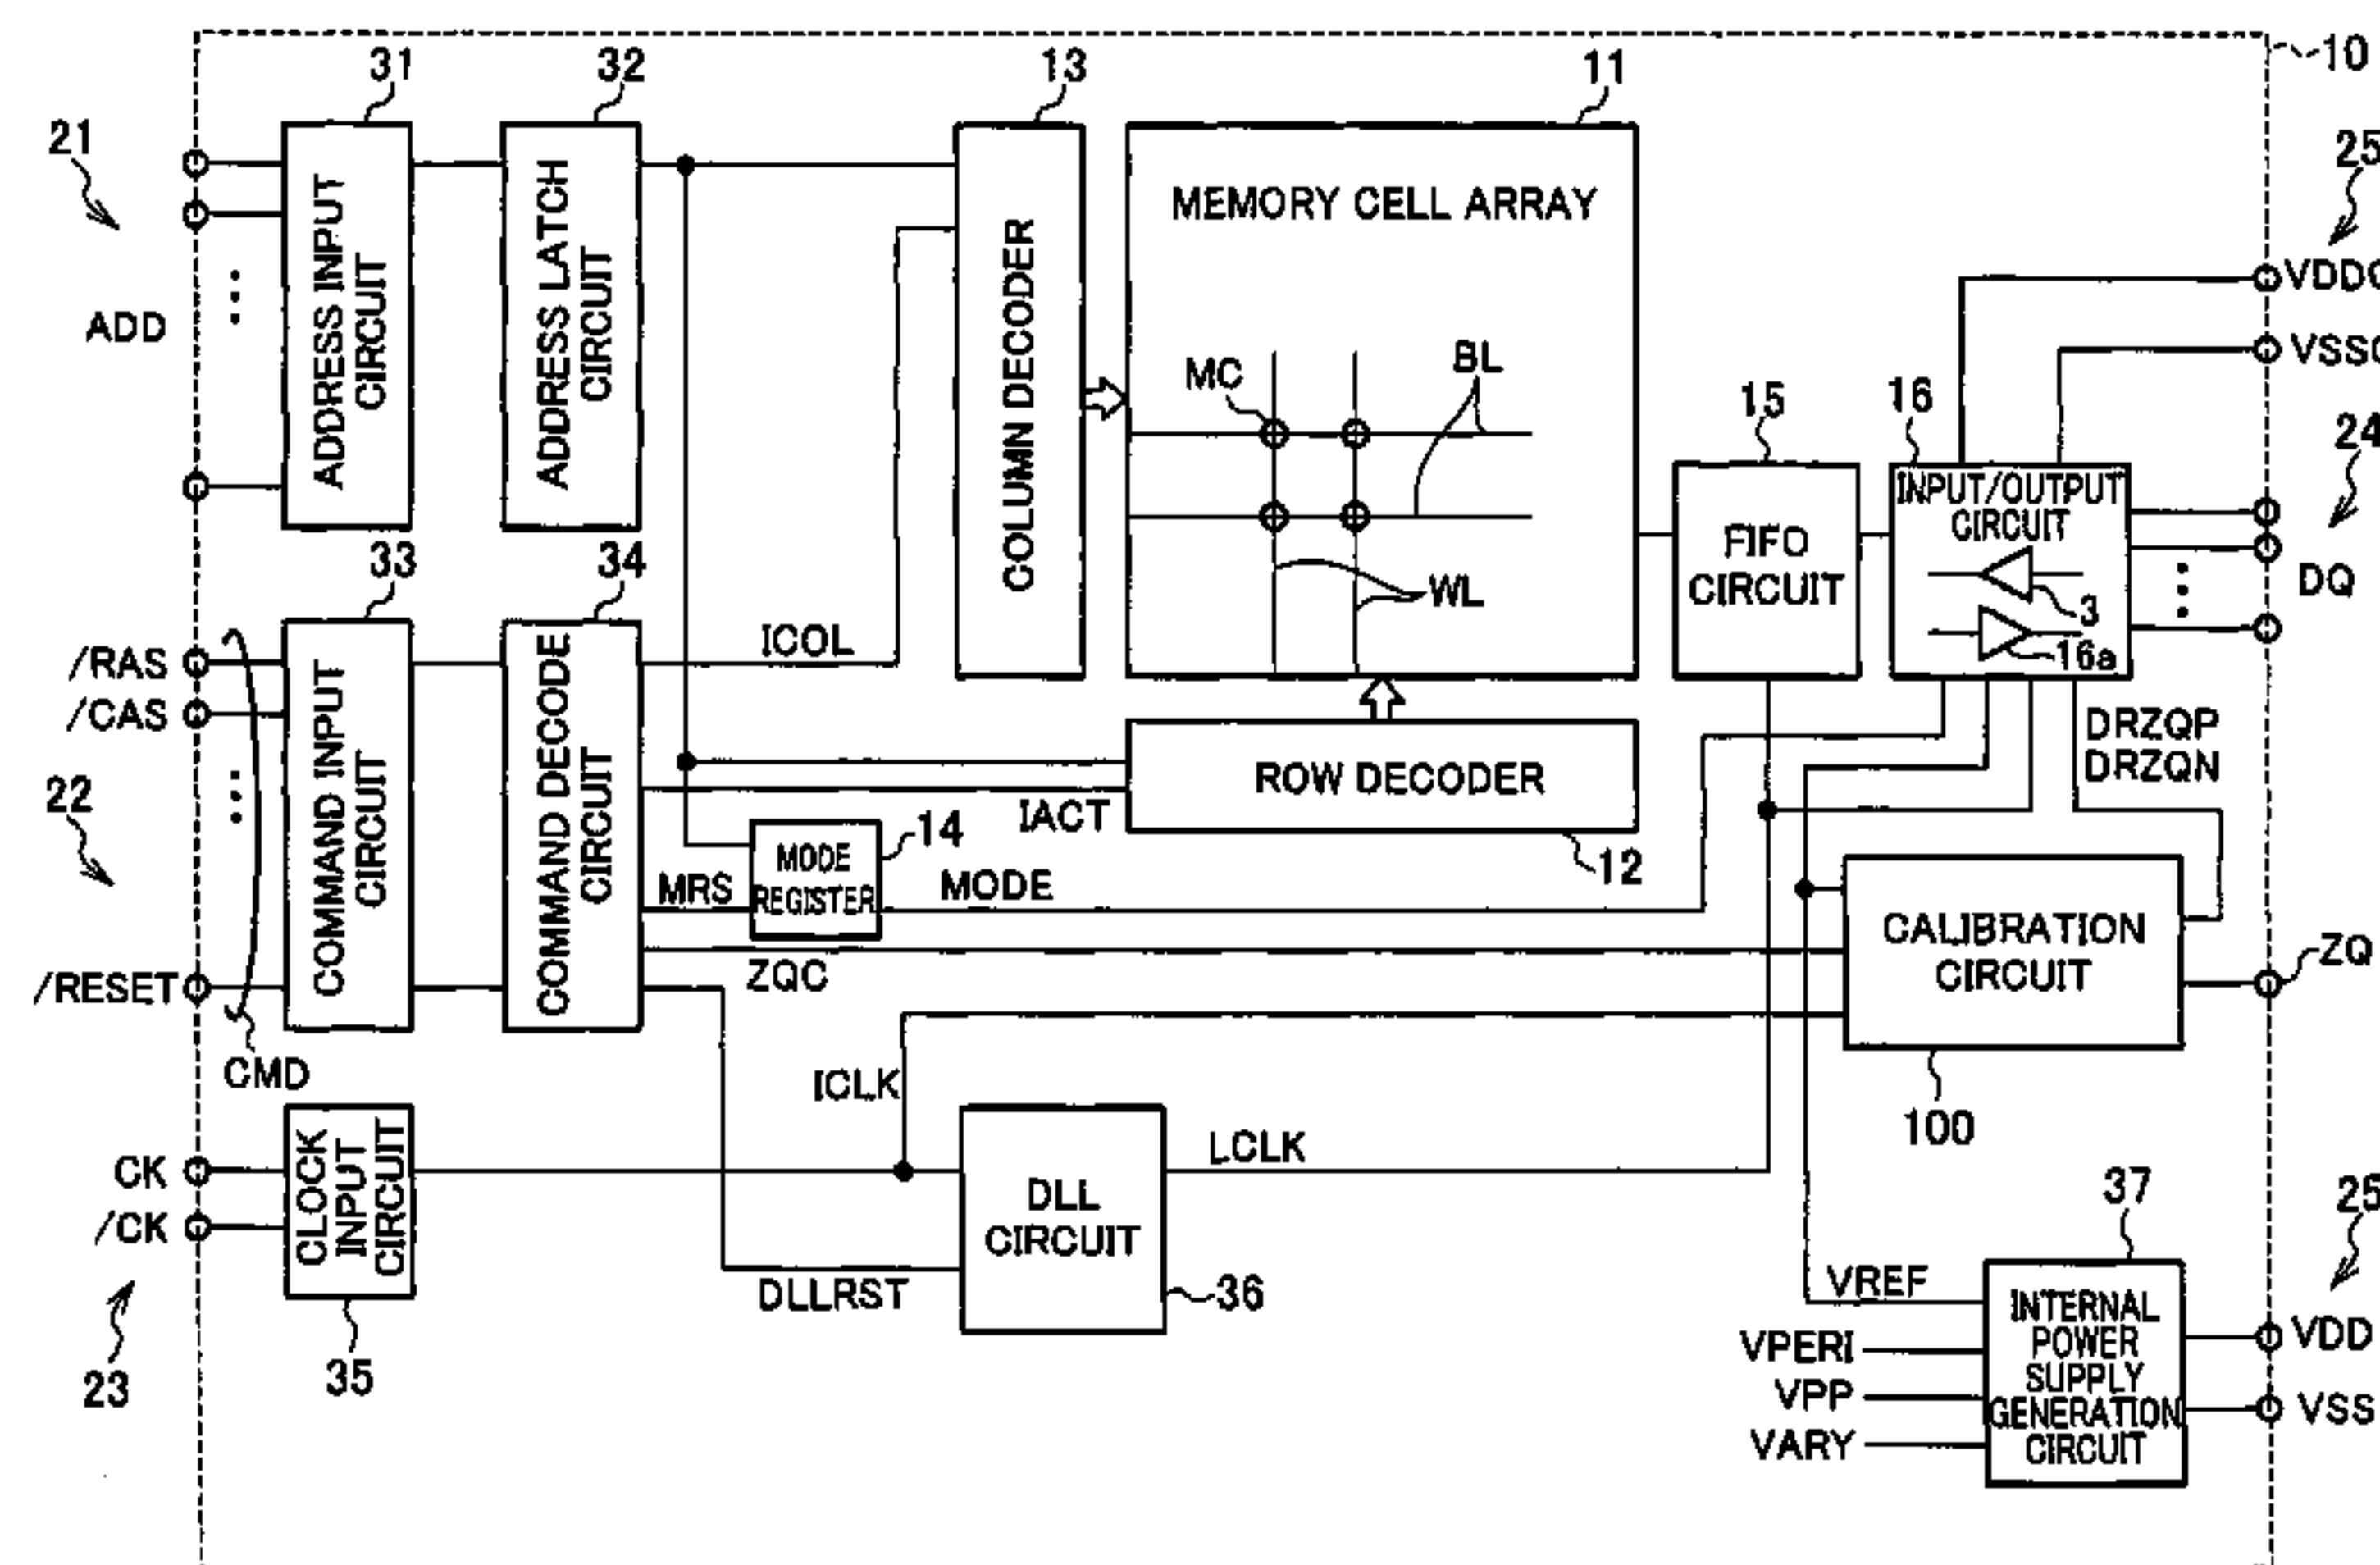 10
31
32
13
11
21
25
ADDRESS INPUT
CIRCUIT
ADDRESS LATCH
CIRCUIT
COLUMN DECODER
MEMORY CELL ARRAY
ADD
VSS
MC
BL
15
16
24
INPUT/OUTPUT
CIRCUIT
FIFO
CIRCUIT
3
16a
DQ
WL
33
34
/RAS
/CAS
ICOL
COMMAND INPUT
CIRCUIT
COMMAND DECODE
CIRCUIT
22
ROW DECODER
DRZQP
DRZQN
IACT
14
MODE
REGISTER
12
MRS
MODE
CALIBRATION
CIRCUIT
ZQ
/RESET
ZQC
CMD
ICLK
100
CK
/CK
CLOCK
INPUT
CIRCUIT
LCLK
DLL
CIRCUIT
37
25
DLLRST
36
VREF
INTERNAL
POWER
SUPPLY
GENERATION
CIRCUIT
VPERI
VPP
VARY
VDD
VSS
23
35